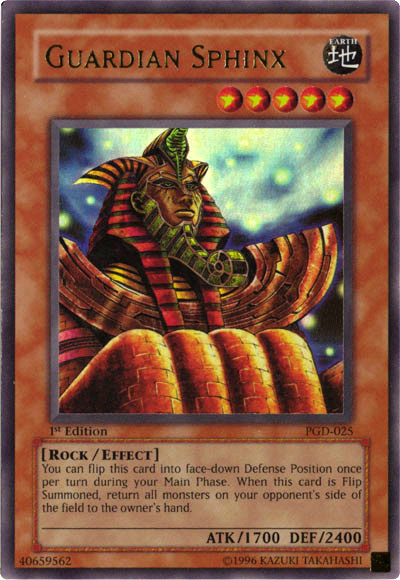 GUARDIAN SPHINX
EARTH
地
1st Edition
PGD-025
[ROCK / EFFECT]
You can flip this card into face-down Defense Position once
per turn during your Main Phase. When this card is Flip
Summoned, return all monsters on your opponent's side of
the field to the owner's hand.
ATK/1700 DEF/2400
40659562
©1996 KAZUKI TAKAHASHI